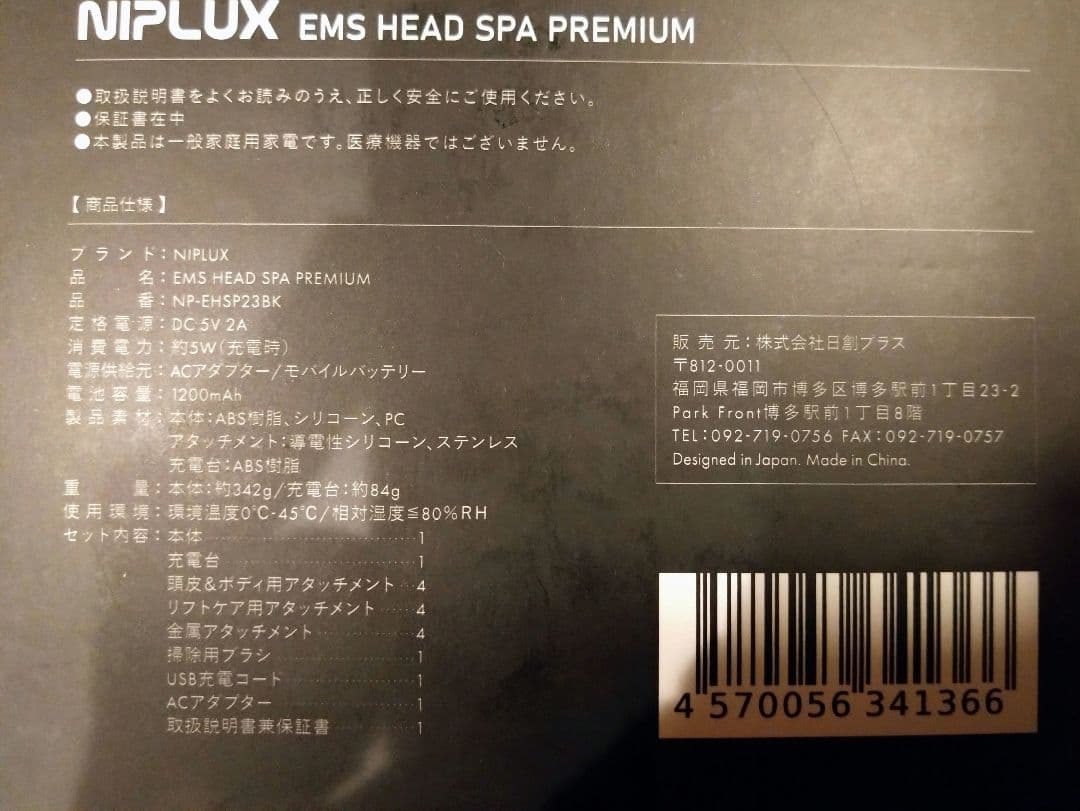 NIPLUX EMS HEAD SPA PREMIUM
●取扱説明書をよくお読みのうえ、正しく安全にご使用ください。
●保証書在中
●本製品は一般家庭用家電です。医療機器ではございません。
【商品仕様】
ブランド：NIPLUX
品名：EMS HEAD SPA PREMIUM
品番：NP-EHSP23BK
定格電源：DC 5V 2A
消費電力：約5W（充電時）
電源供給元：ACアダプター/モバイルバッテリー
電池容量：1200mAh
製品素材：本体：ABS樹脂、シリコーン、PC
アタッチメント：導電性シリコーン、ステンレス
充電台：ABS樹脂
重量：本体：約342g/充電台：約84g
使用環境：環境温度0℃-45℃/相対湿度≦80%RH
セット内容：本体 1
充電台 1
頭皮&ボディ用アタッチメント 4
リフトケア用アタッチメント 4
金属アタッチメント 4
掃除用ブラシ 1
USB充電コード 1
ACアダプター 1
取扱説明書兼保証書 1
販売元：株式会社日創プラス
〒812-0011
福岡県福岡市博多区博多駅前1丁目23-2
Park Front博多駅前1丁目8階
TEL：092-719-0756 FAX：092-719-0757
Designed in Japan. Made in China.
4 570056 341366